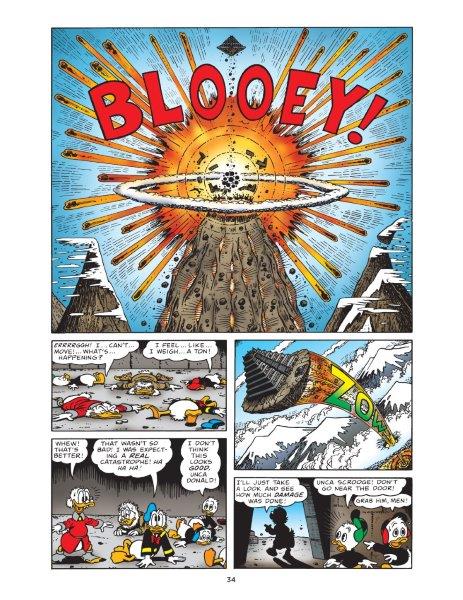 BLOOEY!
ERRRRGGH! I... CAN'T...
MOVE!... WHAT'S...
HAPPENING?
I FEEL... LIKE...
I WEIGH... A TON!
ZOW
WHEW!
THAT'S
BETTER!
THAT WASN'T SO
BAD! I WAS EXPECT-
ING A REAL
CATASTROPHE! HA
HA HA!
I DON'T
THINK
THIS
LOOKS
GOOD,
UNCA
DONALD!
I'LL JUST TAKE
A LOOK AND SEE
HOW MUCH DAMAGE
WAS DONE!
UNCA SCROOGE! DON'T
GO NEAR THE DOOR!
GRAB HIM, MEN!
34